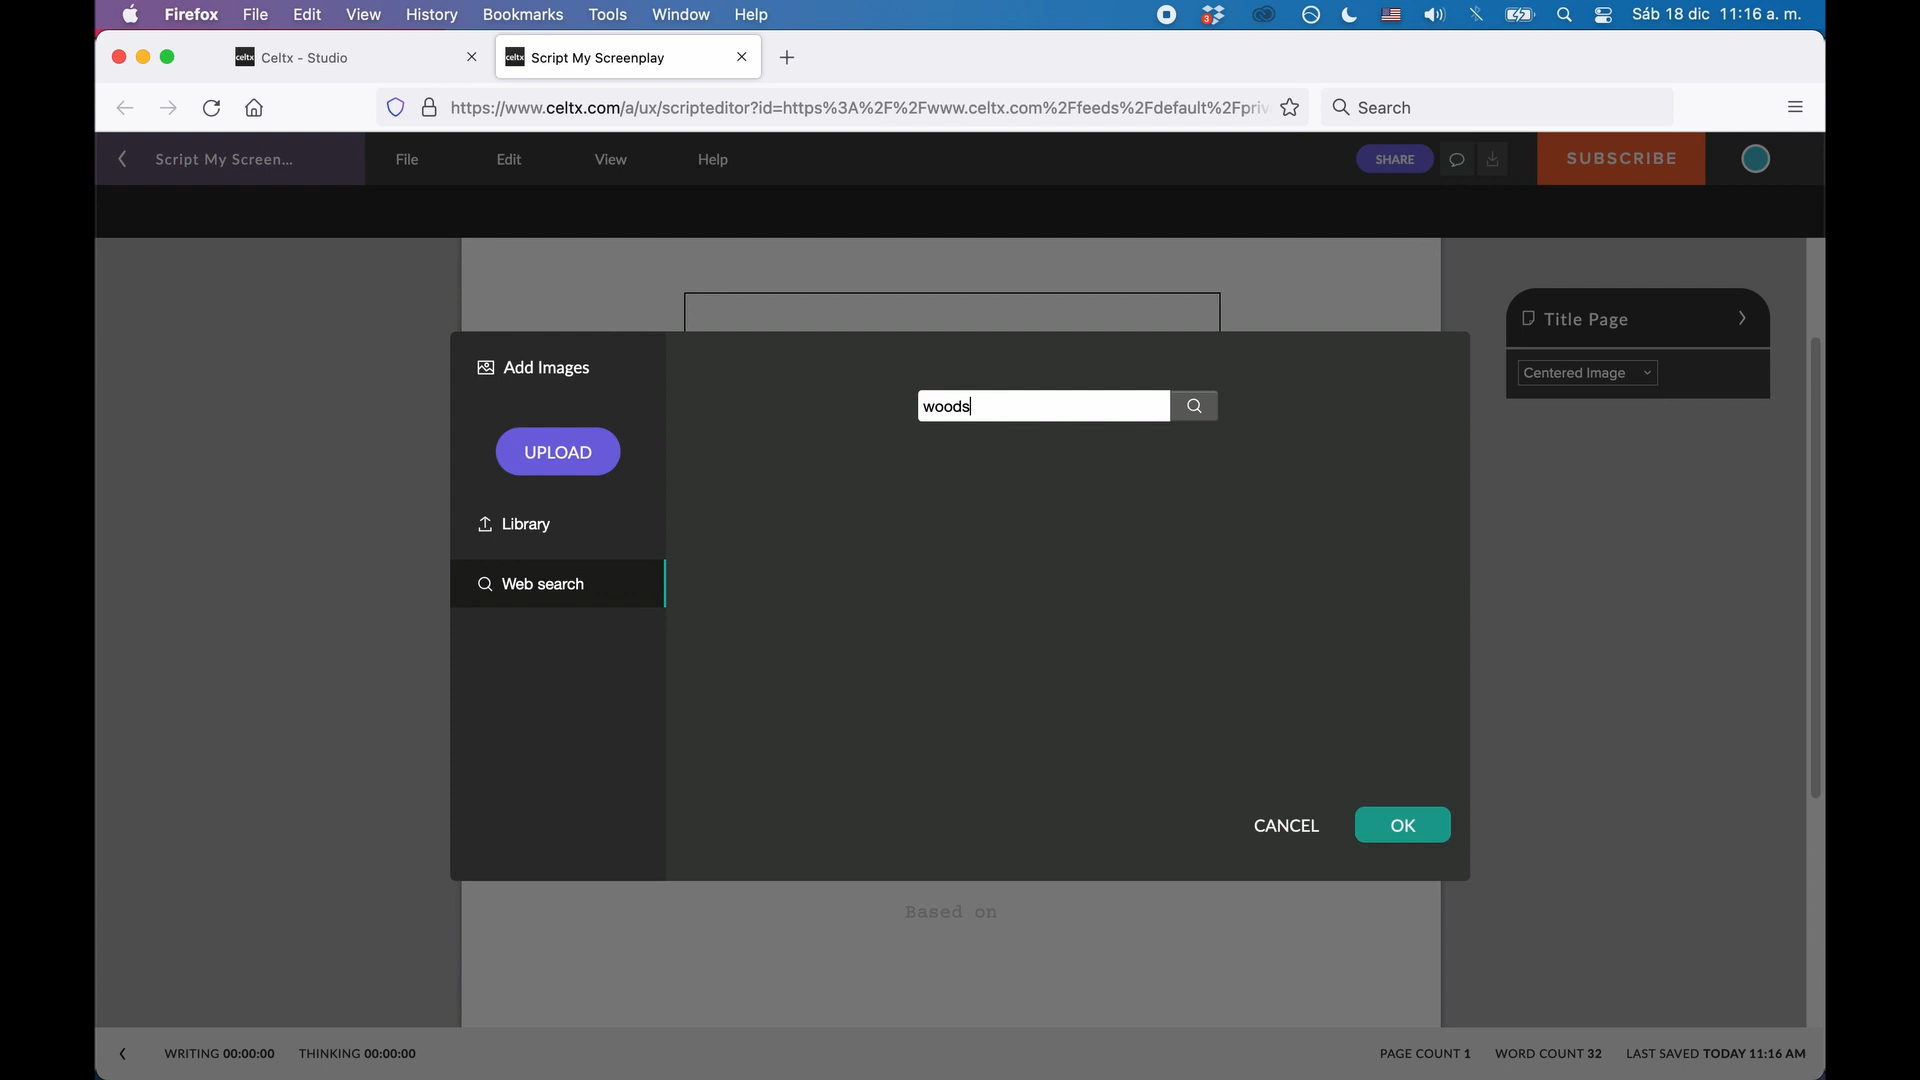 Firefox File Edit View History Bookmarks Tools Window Help 3 Sáb 18 dic 11:16 a. m.
celtx Celtx - Studio celtx Script My Screenplay
https://www.celtx.com/a/ux/scripteditor?id=https%3A%2F%2Fwww.celtx.com%2Ffeeds%2Fdefault%2Fpriv Search
Script My Screen... File Edit View Help SHARE SUBSCRIBE
Title Page
Centered Image
Add Images
woods
UPLOAD
Library
Web search
CANCEL OK
Based on
WRITING 00:00:00 THINKING 00:00:00 PAGE COUNT 1 WORD COUNT 32 LAST SAVED TODAY 11:16 AM